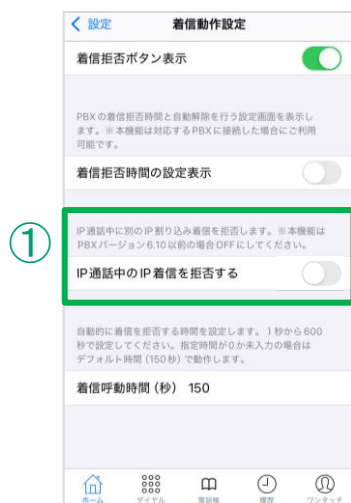 設定
着信動作設定
着信拒否ボタン表示
PBXの着信拒否時間と自動解除を行う設定画面を表示し
ます。※本機能は対応するPBXに接続した場合にご利用
可能です。
着信拒否時間の設定表示
①
IP通話中に別のIP割り込み着信を拒否します。※本機能は
PBXバージョン6.10以前の場合OFFにしてください。
IP通話中のIP着信を拒否する
自動的に着信を拒否する時間を設定します。1秒から600
秒で設定してください。指定時間が0か未入力の場合は
デフォルト時間(150秒)で動作します。
着信呼動時間(秒) 150
ホーム ダイヤル 電話帳 履歴 ワンタッチ